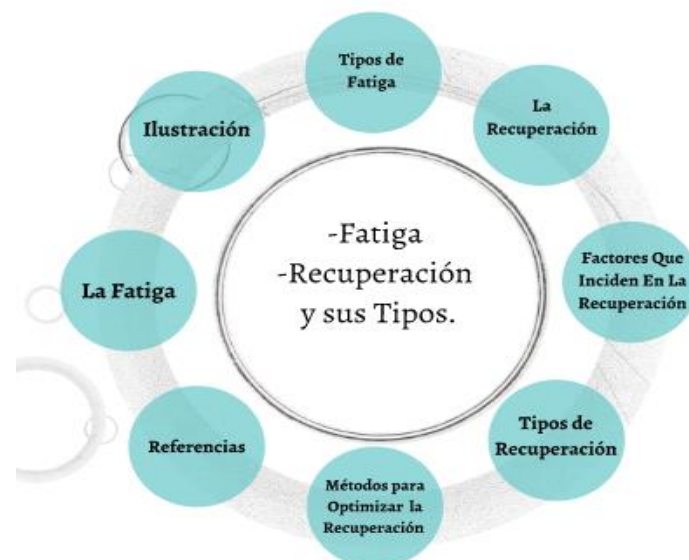 -Fatiga
-Recuperación
y sus Tipos.
Tipos de
Fatiga
La
Recuperación
Factores Que
Inciden En La
Recuperación
Tipos de
Recuperación
Métodos para
Optimizar la
Recuperación
Referencias
La Fatiga
Ilustración